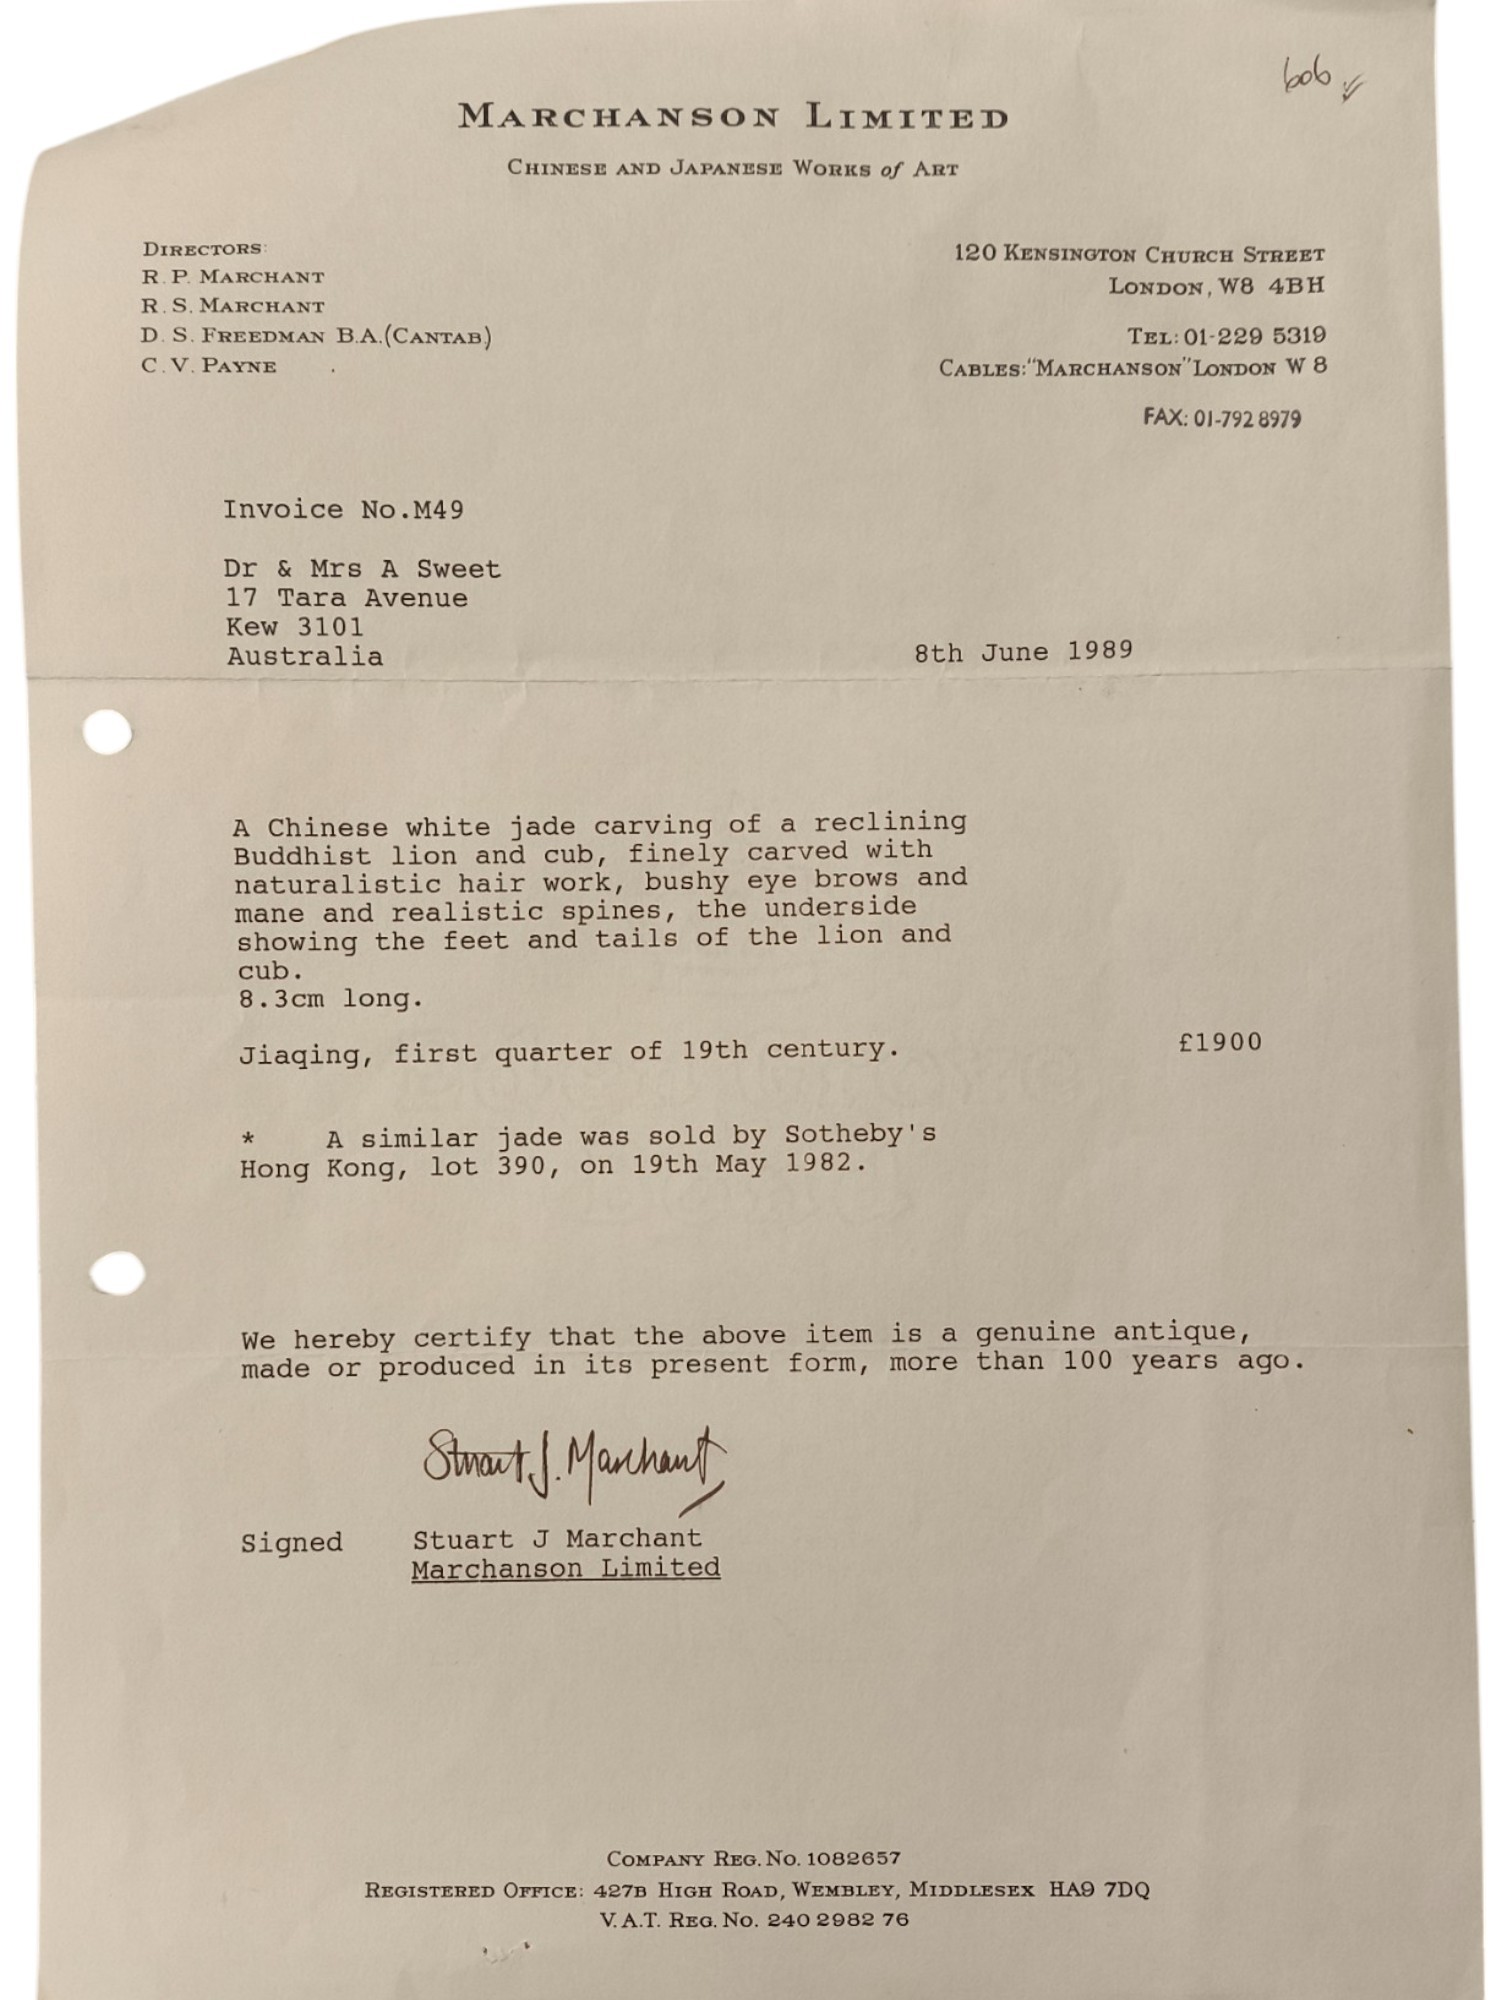 606
MARCHANSON LIMITED
CHINESE AND JAPANESE WORKS of ART
DIRECTORS:
R. P. MARCHANT
R. S. MARCHANT
D. S. FREEDMAN B.A.(CANTAB.)
C. V. PAYNE
120 KENSINGTON CHURCH STREET
LONDON, W8 4BH
TEL: 01-229 5319
CABLES: "MARCHANSON" LONDON W 8
FAX: 01-792 8979
Invoice No.M49
Dr & Mrs A Sweet
17 Tara Avenue
Kew 3101
Australia
8th June 1989
A Chinese white jade carving of a reclining
Buddhist lion and cub, finely carved with
naturalistic hair work, bushy eye brows and
mane and realistic spines, the underside
showing the feet and tails of the lion and
cub.
8.3cm long.
Jiaqing, first quarter of 19th century. £1900
* A similar jade was sold by Sotheby's
Hong Kong, lot 390, on 19th May 1982.
We hereby certify that the above item is a genuine antique,
made or produced in its present form, more than 100 years ago.
Stuart J. Marchant
Signed Stuart J Marchant
Marchanson Limited
COMPANY REG. NO. 1082657
REGISTERED OFFICE: 427B HIGH ROAD, WEMBLEY, MIDDLESEX HA9 7DQ
V.A.T. REG. NO. 240 2982 76